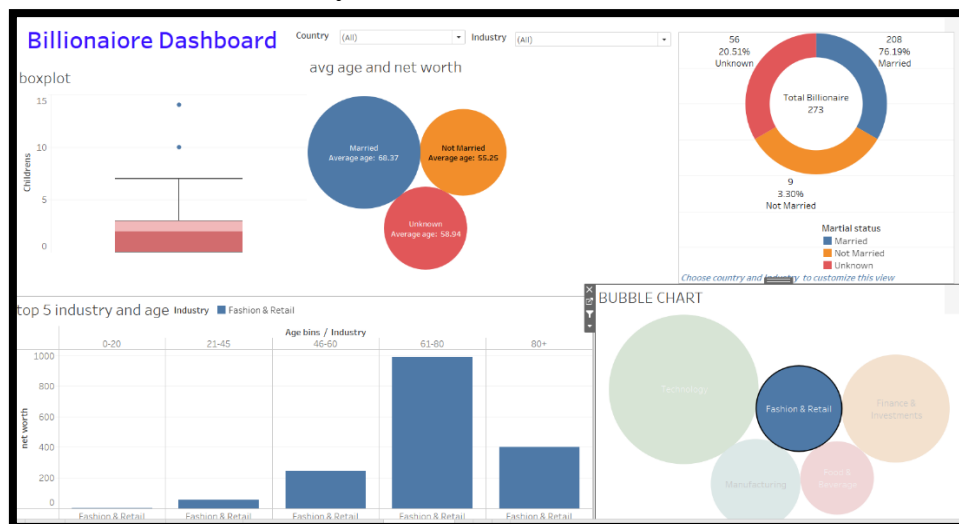 Billionaiore Dashboard
Country
(All)
Industry
(All)
boxplot
15
10
5
0
Childrens
avg age and net worth
Married
Average age: 68.37
Not Married
Average age: 55.25
Unknown
Average age: 58.94
56
20.51%
Unknown
208
76.19%
Married
Total Billionaire
273
9
3.30%
Not Married
Martial status
Married
Not Married
Unknown
Choose country and industry to customize this view
top 5 industry and age
Industry
Fashion & Retail
Age bins / Industry
0-20
21-45
46-60
61-80
80+
1000
800
600
400
200
0
net worth
Fashion & Retail
Fashion & Retail
Fashion & Retail
Fashion & Retail
Fashion & Retail
BUBBLE CHART
Technology
Fashion & Retail
Finance &
Investments
Manufacturing
Food &
Beverage